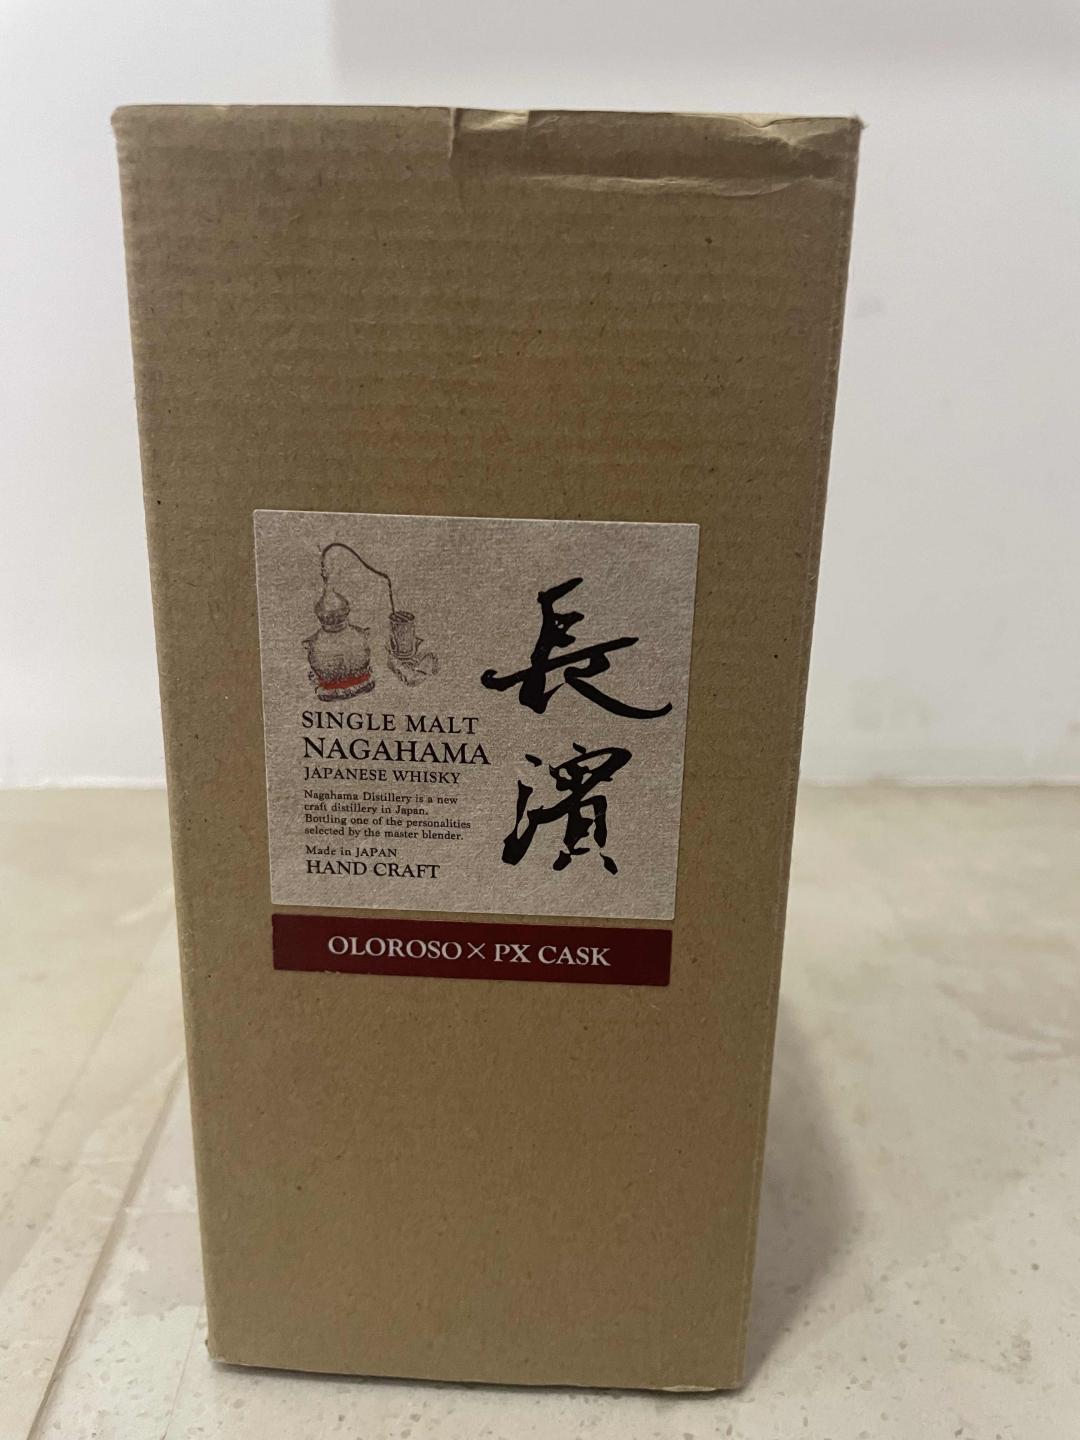 長濱
SINGLE MALT
NAGAHAMA
JAPANESE WHISKY
Nagahama Distillery is a new
craft distillery in Japan.
Bottling one of the personalities
selected by the master blender.
Made in JAPAN
HAND CRAFT
OLOROSO× PX CASK